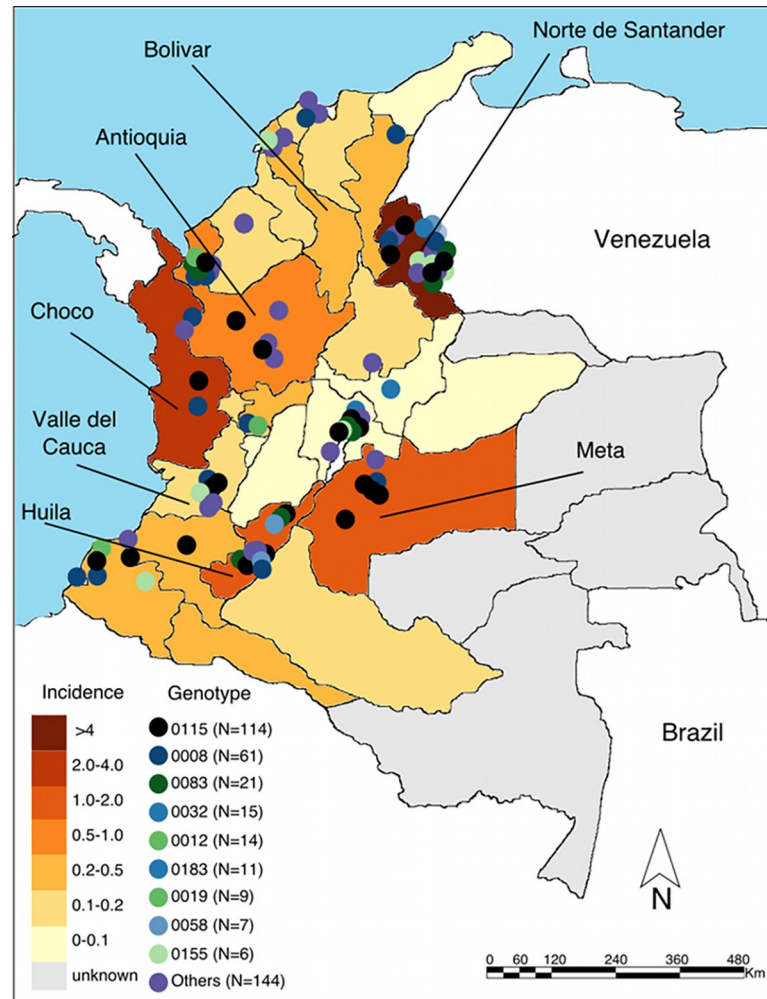 Bolivar
Norte de Santander
Antioquia
Venezuela
Choco
Valle del
Cauca
Meta
Huila
Incidence
>4
2.0-4.0
1.0-2.0
0.5-1.0
0.2-0.5
0.1-0.2
0-0.1
unknown
Genotype
0115 (N=114)
0008 (N=61)
0083 (N=21)
0032 (N=15)
0012 (N=14)
0183 (N=11)
0019 (N=9)
0058 (N=7)
0155 (N=6)
Others (N=144)
Brazil
N
0 60 120 240 360 480
Km